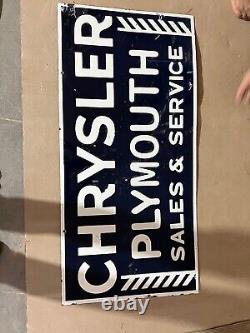 CHRYSLER
PLYMOUTH
SALES & SERVICE